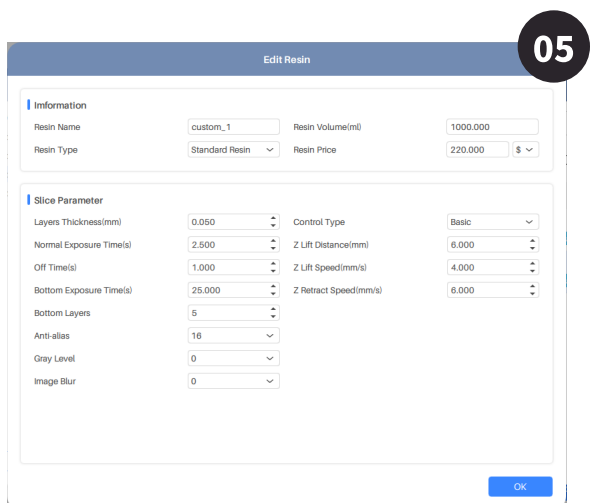 05
Edit Resin
Imformation
Resin Name custom_1 Resin Volume(ml) 1000.000
Resin Type Standard Resin Resin Price 220.000 $
Slice Parameter
Layers Thickness(mm) 0.050 Control Type Basic
Normal Exposure Time(s) 2.500 Z Lift Distance(mm) 6.000
Off Time(s) 1.000 Z Lift Speed(mm/s) 4.000
Bottom Exposure Time(s) 25.000 Z Retract Speed(mm/s) 6.000
Bottom Layers 5
Anti-alias 16
Gray Level 0
Image Blur 0
OK